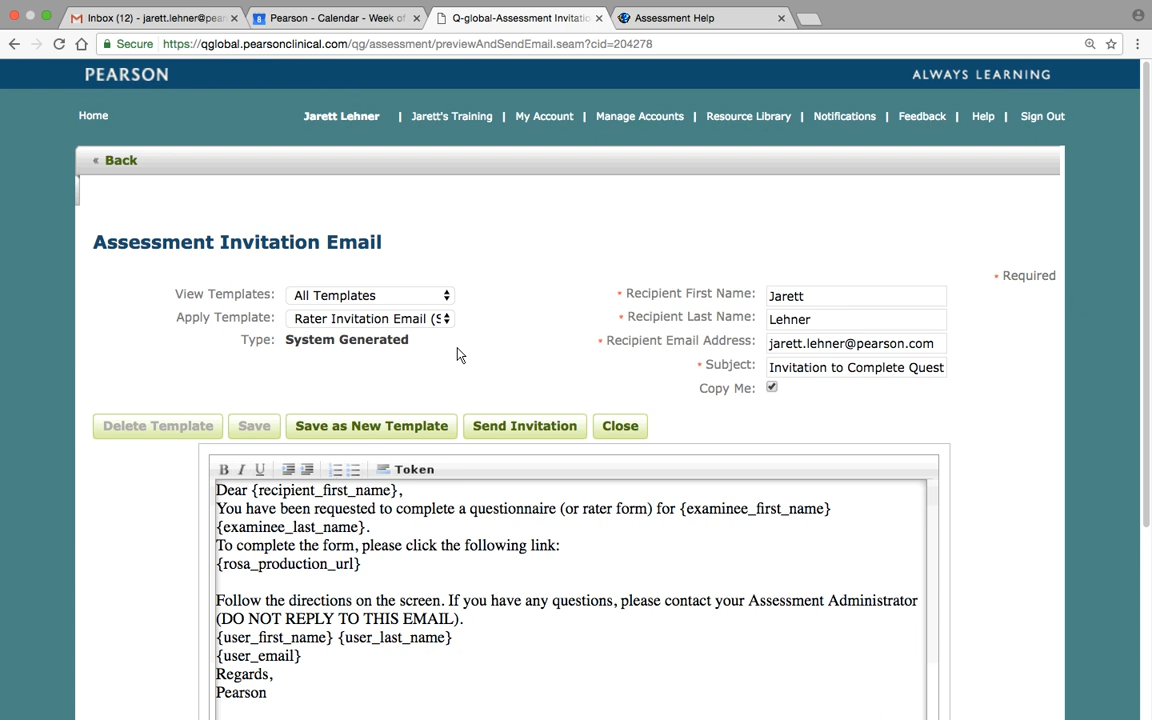 Inbox (12) - jarett.lehner@pear
Pearson - Calendar - Week of
Q-global-Assessment Invitatio
Assessment Help
Secure https://qglobal.pearsonclinical.com/qg/assessment/previewAndSendEmail.seam?cid=204278
PEARSON
ALWAYS LEARNING
Home
Jarett Lehner | Jarett's Training | My Account | Manage Accounts | Resource Library | Notifications | Feedback | Help | Sign Out
« Back
Assessment Invitation Email
* Required
View Templates: All Templates
Apply Template: Rater Invitation Email (S
Type: System Generated
* Recipient First Name: Jarett
* Recipient Last Name: Lehner
* Recipient Email Address: jarett.lehner@pearson.com
* Subject: Invitation to Complete Quest
Copy Me:
Delete Template Save Save as New Template Send Invitation Close
B I U Token
Dear {recipient_first_name},
You have been requested to complete a questionnaire (or rater form) for {examinee_first_name}
{examinee_last_name}.
To complete the form, please click the following link:
{rosa_production_url}
Follow the directions on the screen. If you have any questions, please contact your Assessment Administrator
(DO NOT REPLY TO THIS EMAIL).
{user_first_name} {user_last_name}
{user_email}
Regards,
Pearson